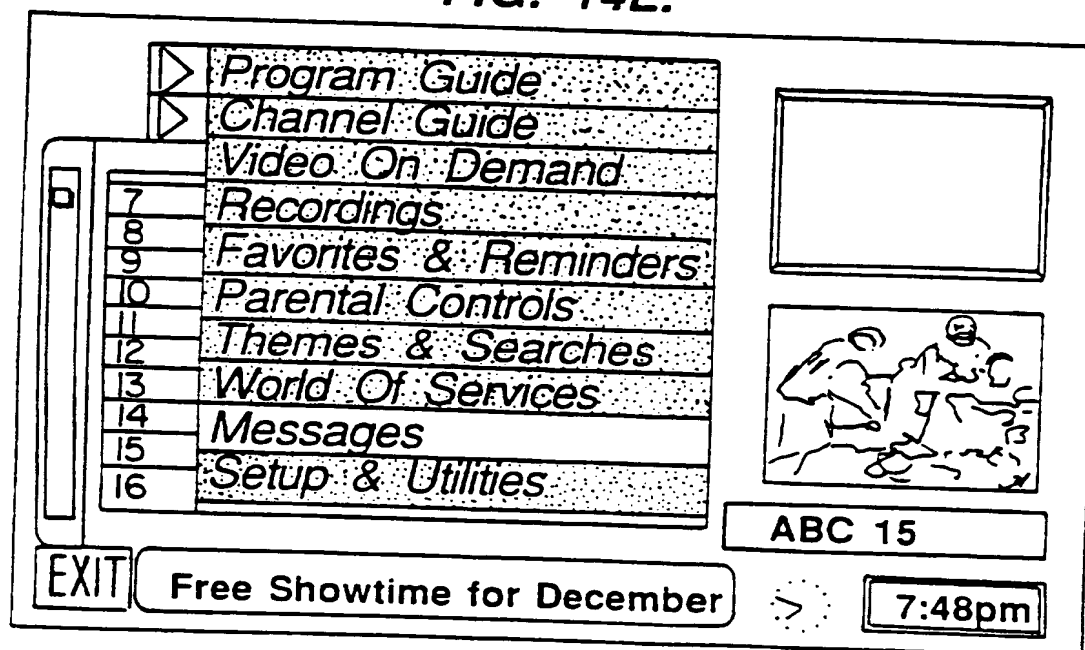 FIG. 14E.
Program Guide
Channel Guide
Video On Demand
7 Recordings
8
9 Favorites & Reminders
10 Parental Controls
11
12 Themes & Searches
13 World Of Services
14 Messages
15
16 Setup & Utilities
ABC 15
EXIT Free Showtime for December 7:48pm